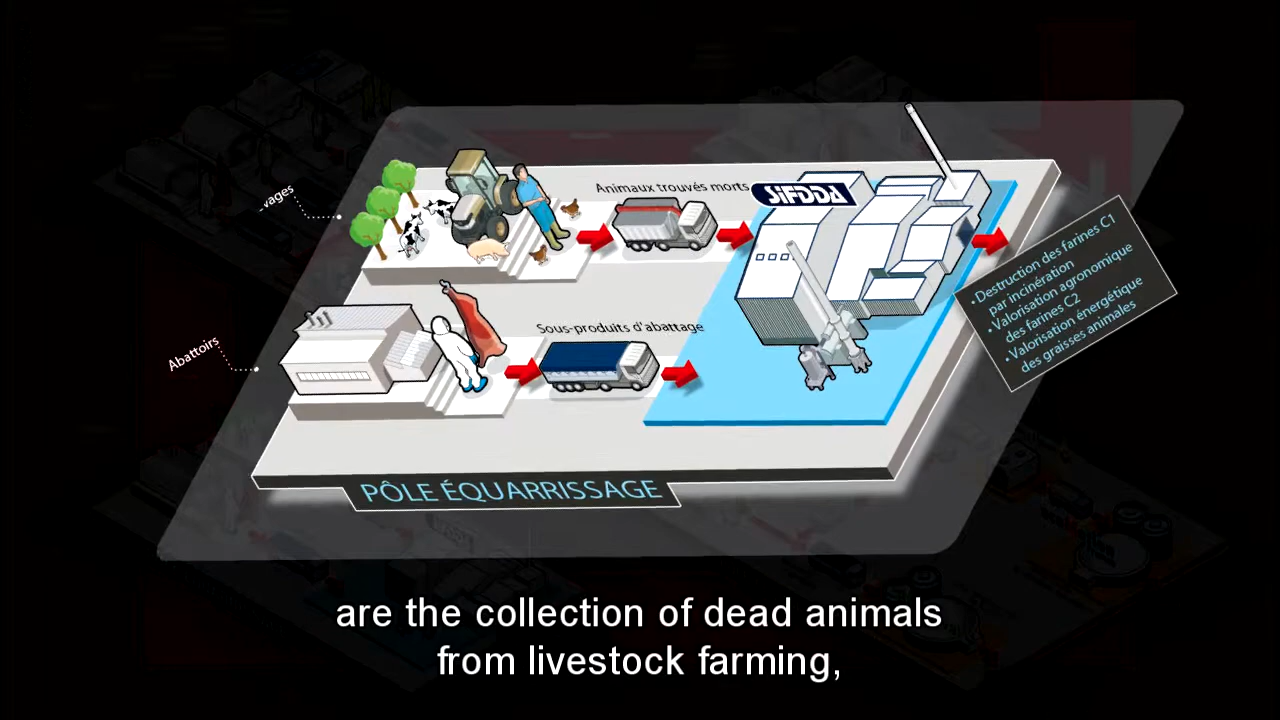 Animaux trouvés morts
SIFDDA
vages
• Destruction des farines C1
par incinération
• Valorisation agronomique
des farines C2
• Valorisation énergétique
des graisses animales
Sous-produits d'abattage
Abattoirs
PÔLE ÉQUARRISSAGE
are the collection of dead animals
from livestock farming,